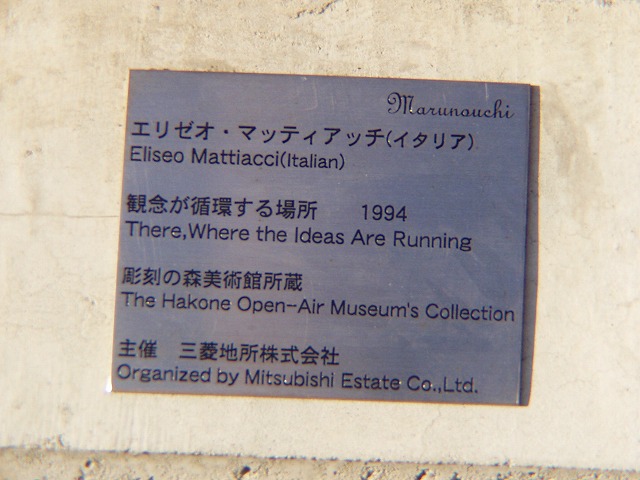 Marunouchi
エリゼオ・マッティアッチ(イタリア)
Eliseo Mattiacci(Italian)
観念が循環する場所 1994
There,Where the Ideas Are Running
彫刻の森美術館所蔵
The Hakone Open-Air Museum's Collection
主催 三菱地所株式会社
Organized by Mitsubishi Estate Co.,Ltd.